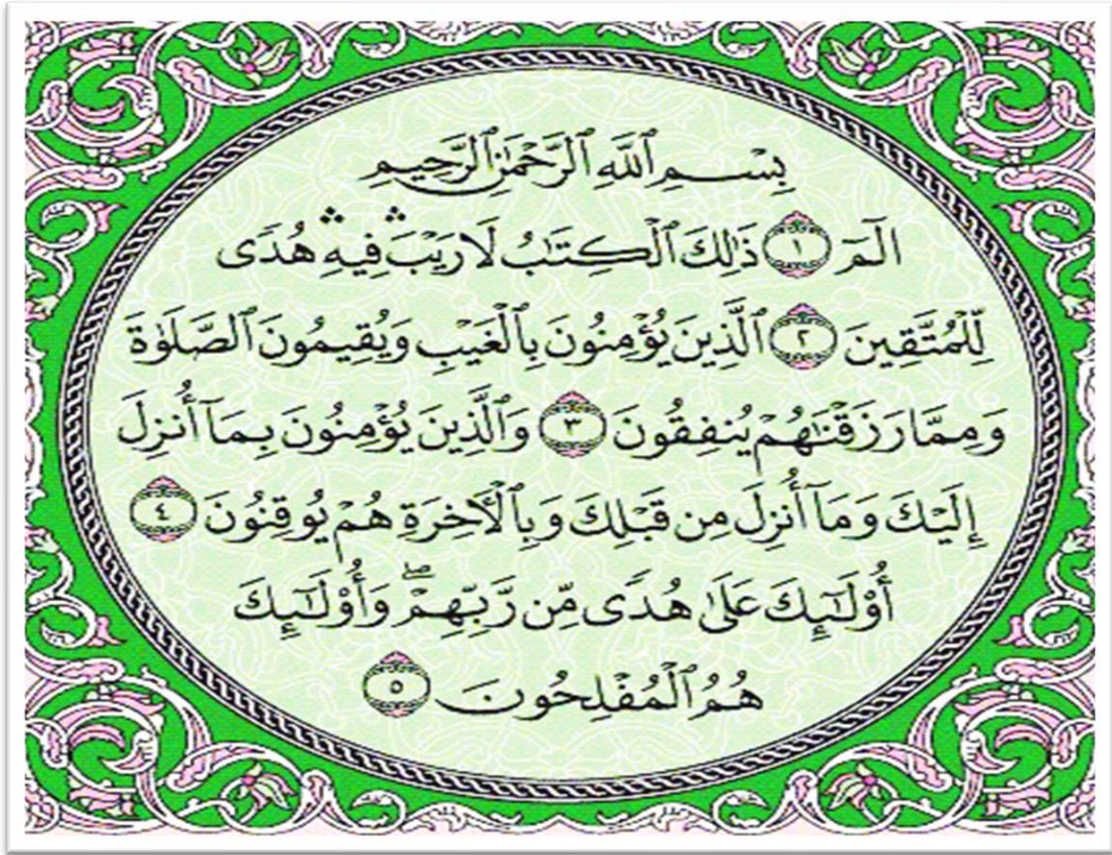 بِسْمِ ٱللَّهِ ٱلرَّحْمَٰنِ ٱلرَّحِيمِ
الٓمٓ ١ ذَٰلِكَ ٱلْكِتَٰبُ لَا رَيْبَ ۛ فِيهِ ۛ هُدًى
لِّلْمُتَّقِينَ ٢ ٱلَّذِينَ يُؤْمِنُونَ بِٱلْغَيْبِ وَيُقِيمُونَ ٱلصَّلَوٰةَ
وَمِمَّا رَزَقْنَٰهُمْ يُنفِقُونَ ٣ وَٱلَّذِينَ يُؤْمِنُونَ بِمَآ أُنزِلَ
إِلَيْكَ وَمَآ أُنزِلَ مِن قَبْلِكَ وَبِٱلْءَاخِرَةِ هُمْ يُوقِنُونَ ٤
أُو۟لَٰٓئِكَ عَلَىٰ هُدًى مِّن رَّبِّهِمْ ۖ وَأُو۟لَٰٓئِكَ
هُمُ ٱلْمُفْلِحُونَ ٥